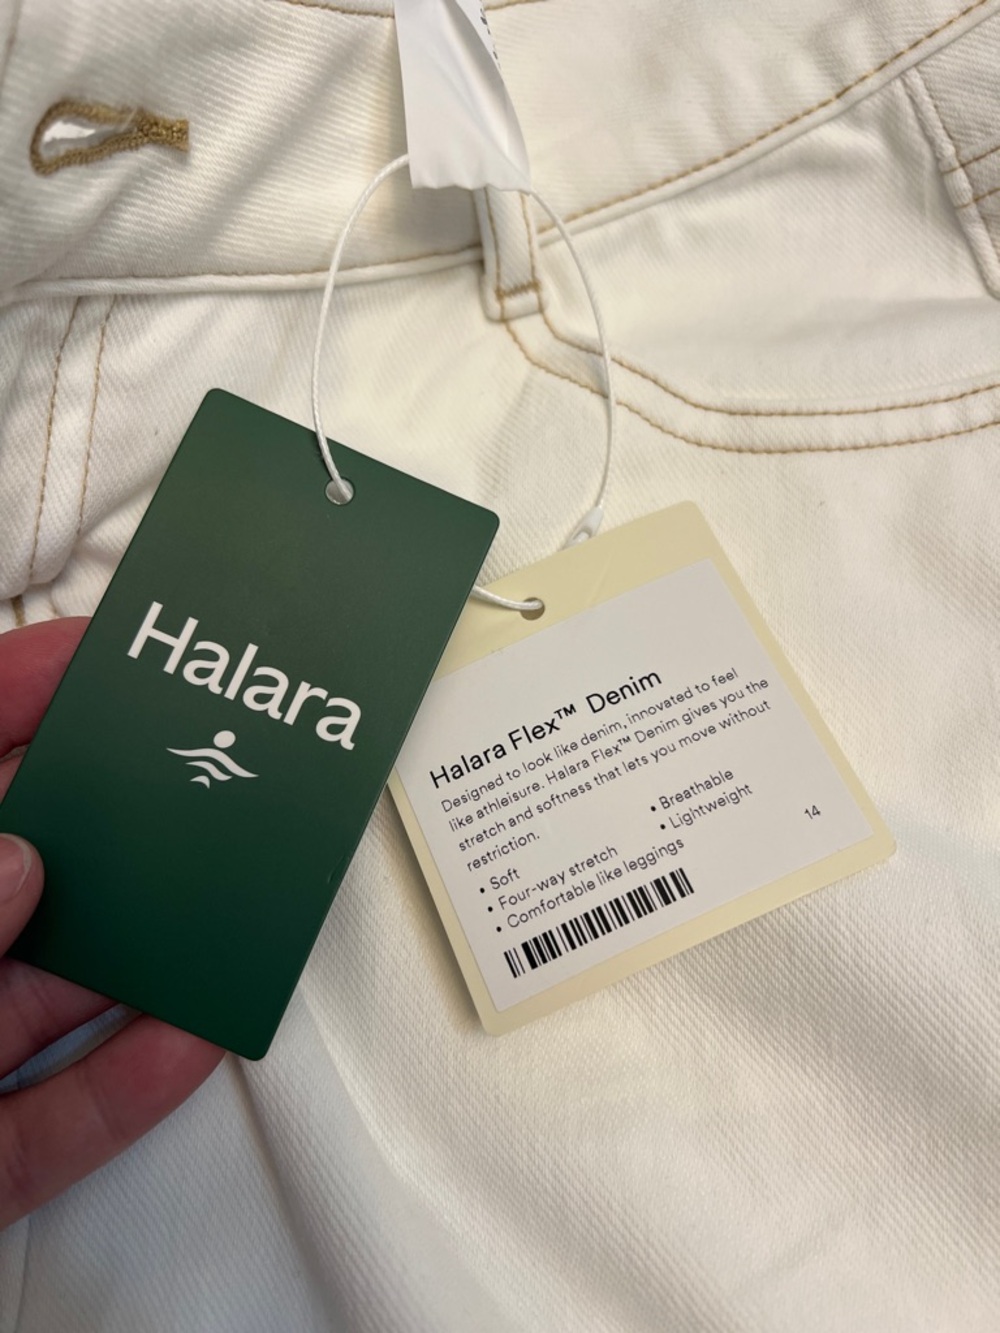 Halara
Halara Flex™ Denim
Designed to look like denim, innovated to feel
like athleisure. Halara Flex™ Denim gives you the
stretch and softness that lets you move without
restriction.
• Soft
• Four-way stretch
• Comfortable like leggings
• Breathable
• Lightweight
14